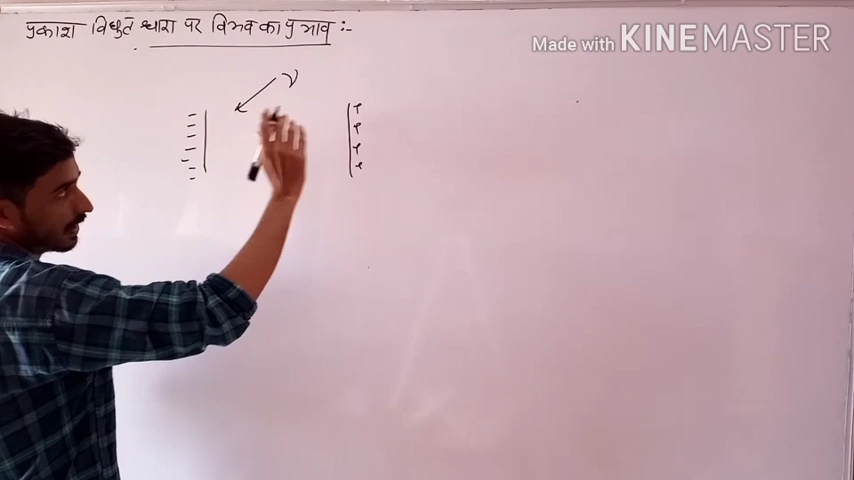 प्रकाश विधुत धारा पर विभव का प्रभाव :-
Made with KINEMASTER
ν